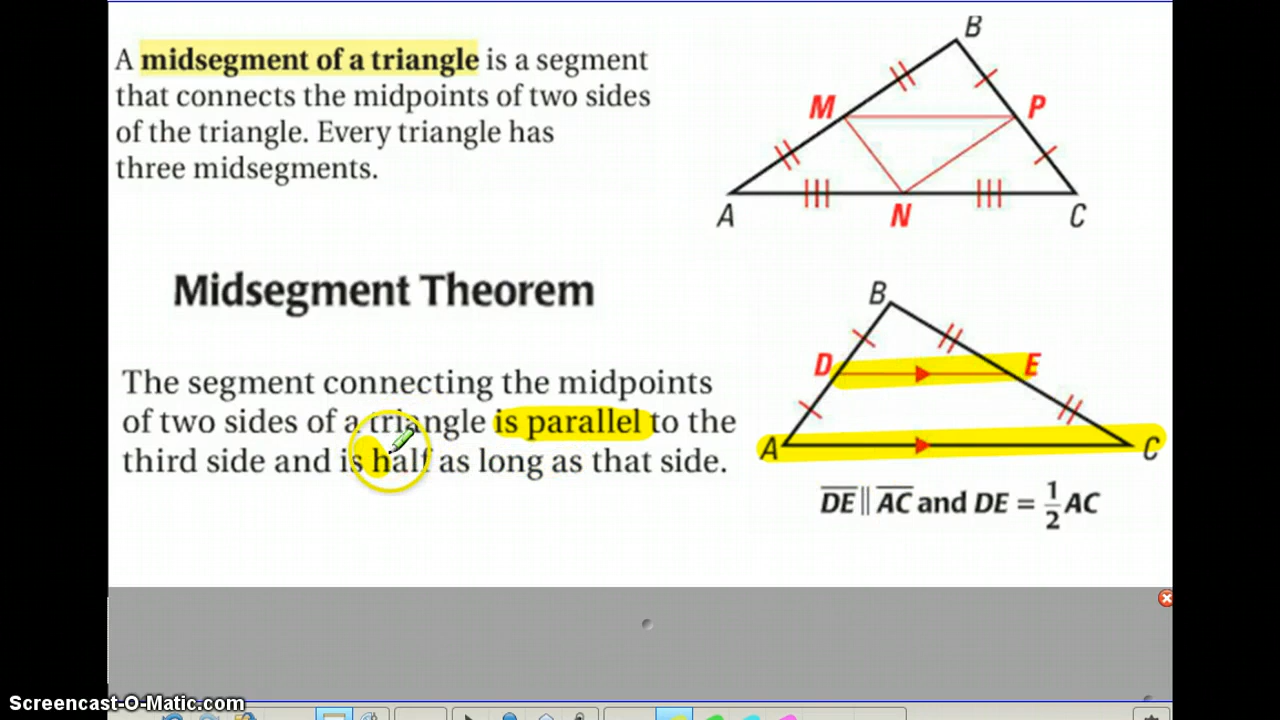 A midsegment of a triangle is a segment
that connects the midpoints of two sides
of the triangle. Every triangle has
three midsegments.
B
M
P
A
N
C
Midsegment Theorem
The segment connecting the midpoints
of two sides of a triangle is parallel to the
third side and is half as long as that side.
B
D
E
A
C
DE || AC and DE = 1/2 AC
Screencast-O-Matic.com